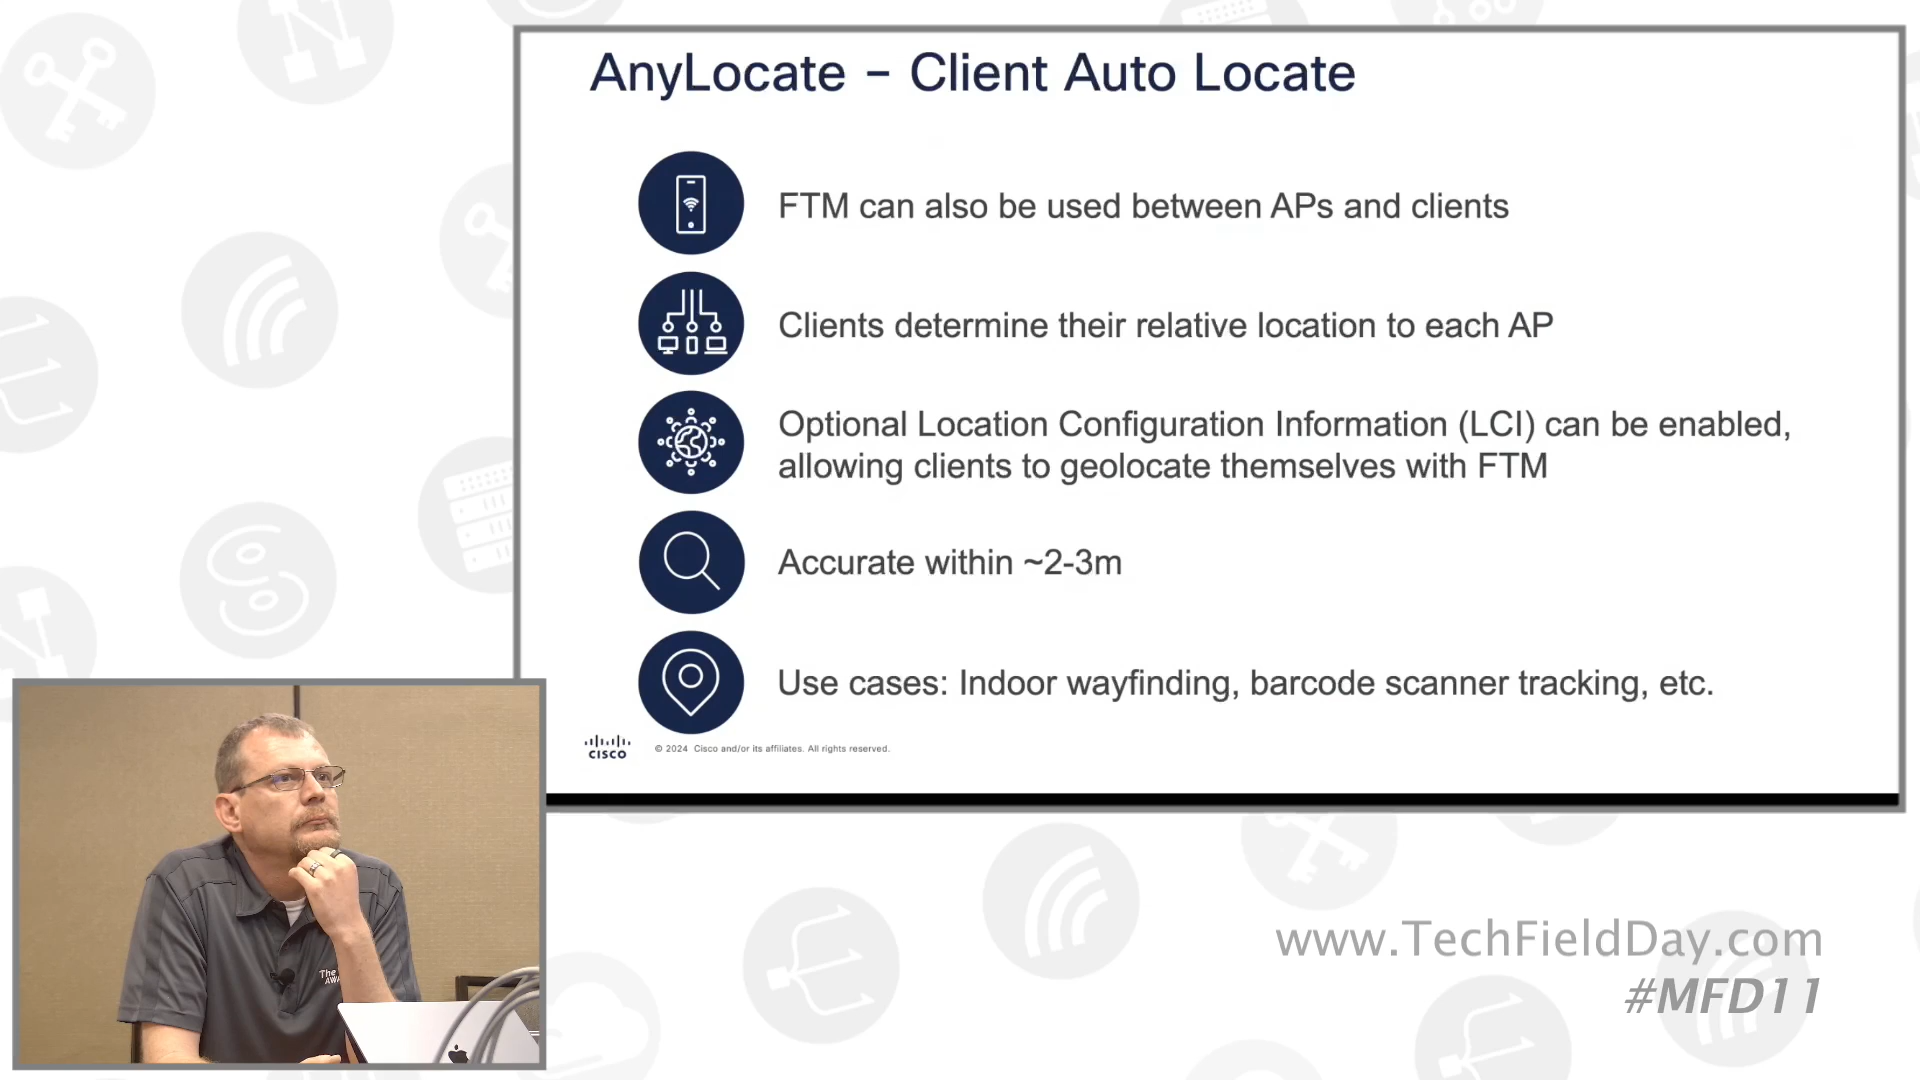 AnyLocate – Client Auto Locate
FTM can also be used between APs and clients
Clients determine their relative location to each AP
Optional Location Configuration Information (LCI) can be enabled,
allowing clients to geolocate themselves with FTM
Accurate within ~2-3m
Use cases: Indoor wayfinding, barcode scanner tracking, etc.
CISCO
© 2024 Cisco and/or its affiliates. All rights reserved.
The
www.TechFieldDay.com
#MFD11